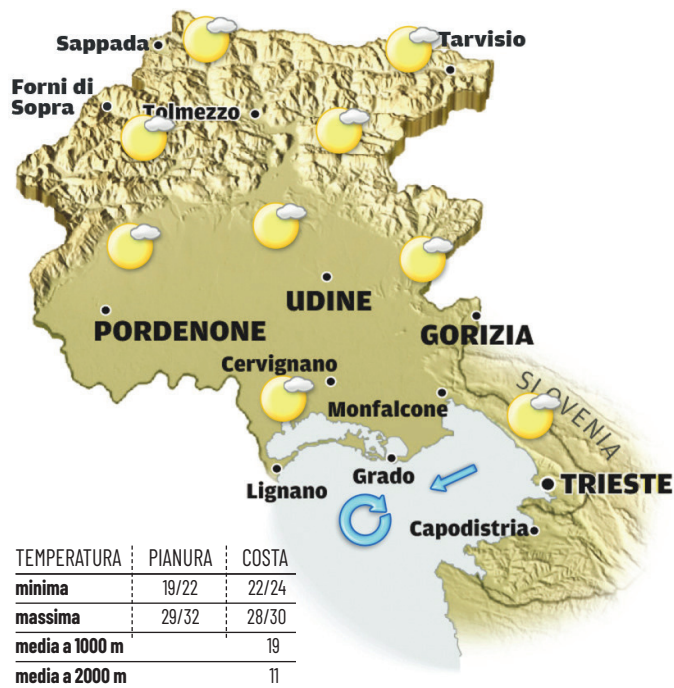 Sappada
Tarvisio
Forni di
Sopra
Tolmezzo
UDINE
PORDENONE
GORIZIA
Cervignano
SLOVENIA
Monfalcone
Grado
Lignano
TRIESTE
Capodistria
TEMPERATURA PIANURA COSTA
minima 19/22 22/24
massima 29/32 28/30
media a 1000 m 19
media a 2000 m 11